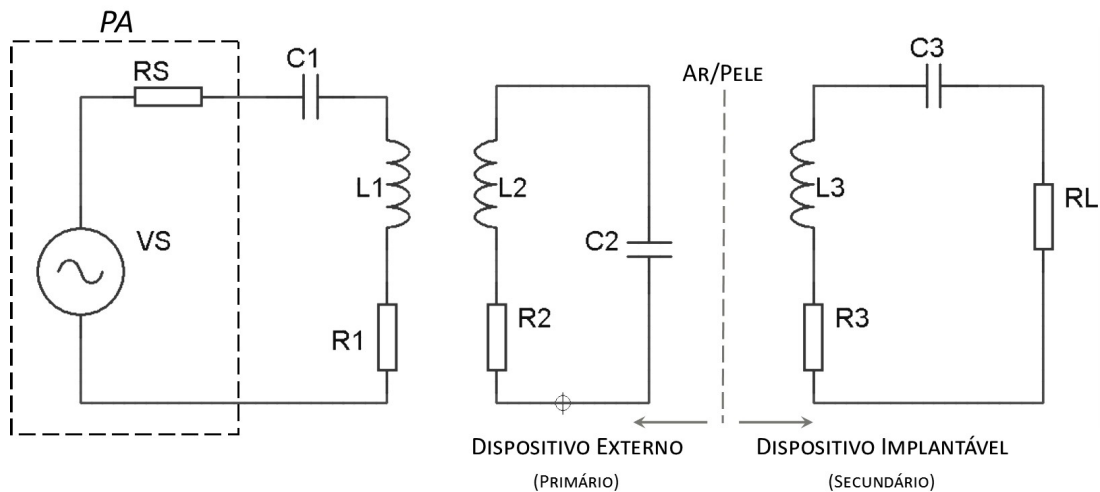 PA
RS
C1
L1
VS
R1
L2
C2
R2
AR/PELE
C3
L3
RL
R3
DISPOSITIVO EXTERNO
(PRIMÁRIO)
DISPOSITIVO IMPLANTÁVEL
(SECUNDÁRIO)